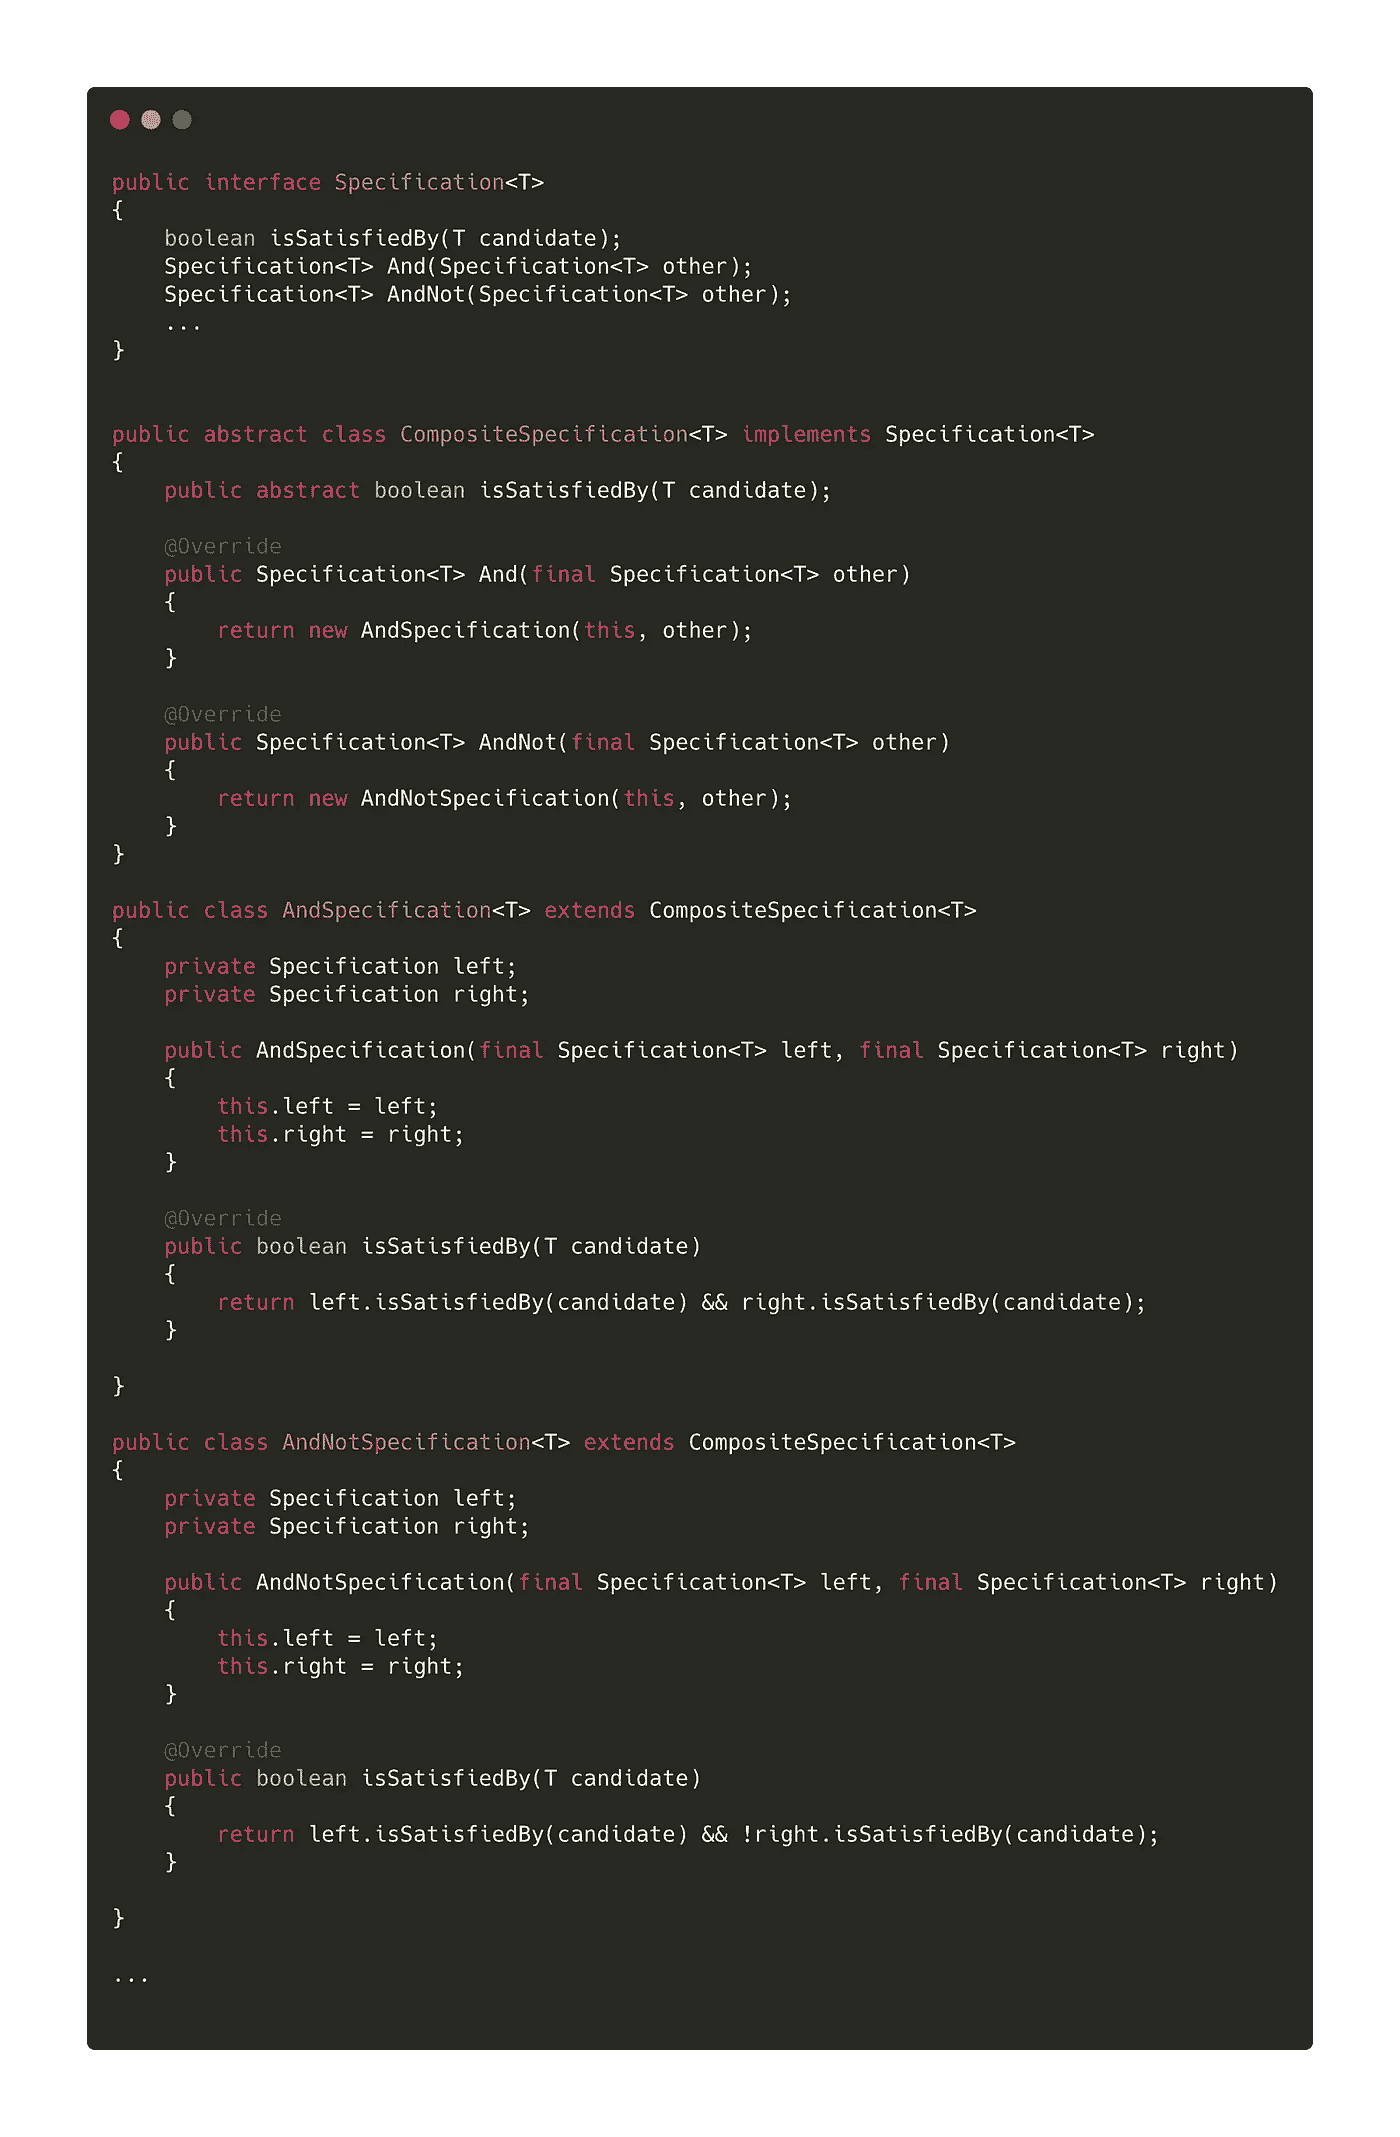 public interface Specification<T>
{
    boolean isSatisfiedBy(T candidate);
    Specification<T> And(Specification<T> other);
    Specification<T> AndNot(Specification<T> other);
    ...
}
public abstract class CompositeSpecification<T> implements Specification<T>
{
    public abstract boolean isSatisfiedBy(T candidate);
    @Override
    public Specification<T> And(final Specification<T> other)
    {
        return new AndSpecification(this, other);
    }
    @Override
    public Specification<T> AndNot(final Specification<T> other)
    {
        return new AndNotSpecification(this, other);
    }
}
public class AndSpecification<T> extends CompositeSpecification<T>
{
    private Specification left;
    private Specification right;
    public AndSpecification(final Specification<T> left, final Specification<T> right)
    {
        this.left = left;
        this.right = right;
    }
    @Override
    public boolean isSatisfiedBy(T candidate)
    {
        return left.isSatisfiedBy(candidate) && right.isSatisfiedBy(candidate);
    }
}
public class AndNotSpecification<T> extends CompositeSpecification<T>
{
    private Specification left;
    private Specification right;
    public AndNotSpecification(final Specification<T> left, final Specification<T> right)
    {
        this.left = left;
        this.right = right;
    }
    @Override
    public boolean isSatisfiedBy(T candidate)
    {
        return left.isSatisfiedBy(candidate) && !right.isSatisfiedBy(candidate);
    }
}
...